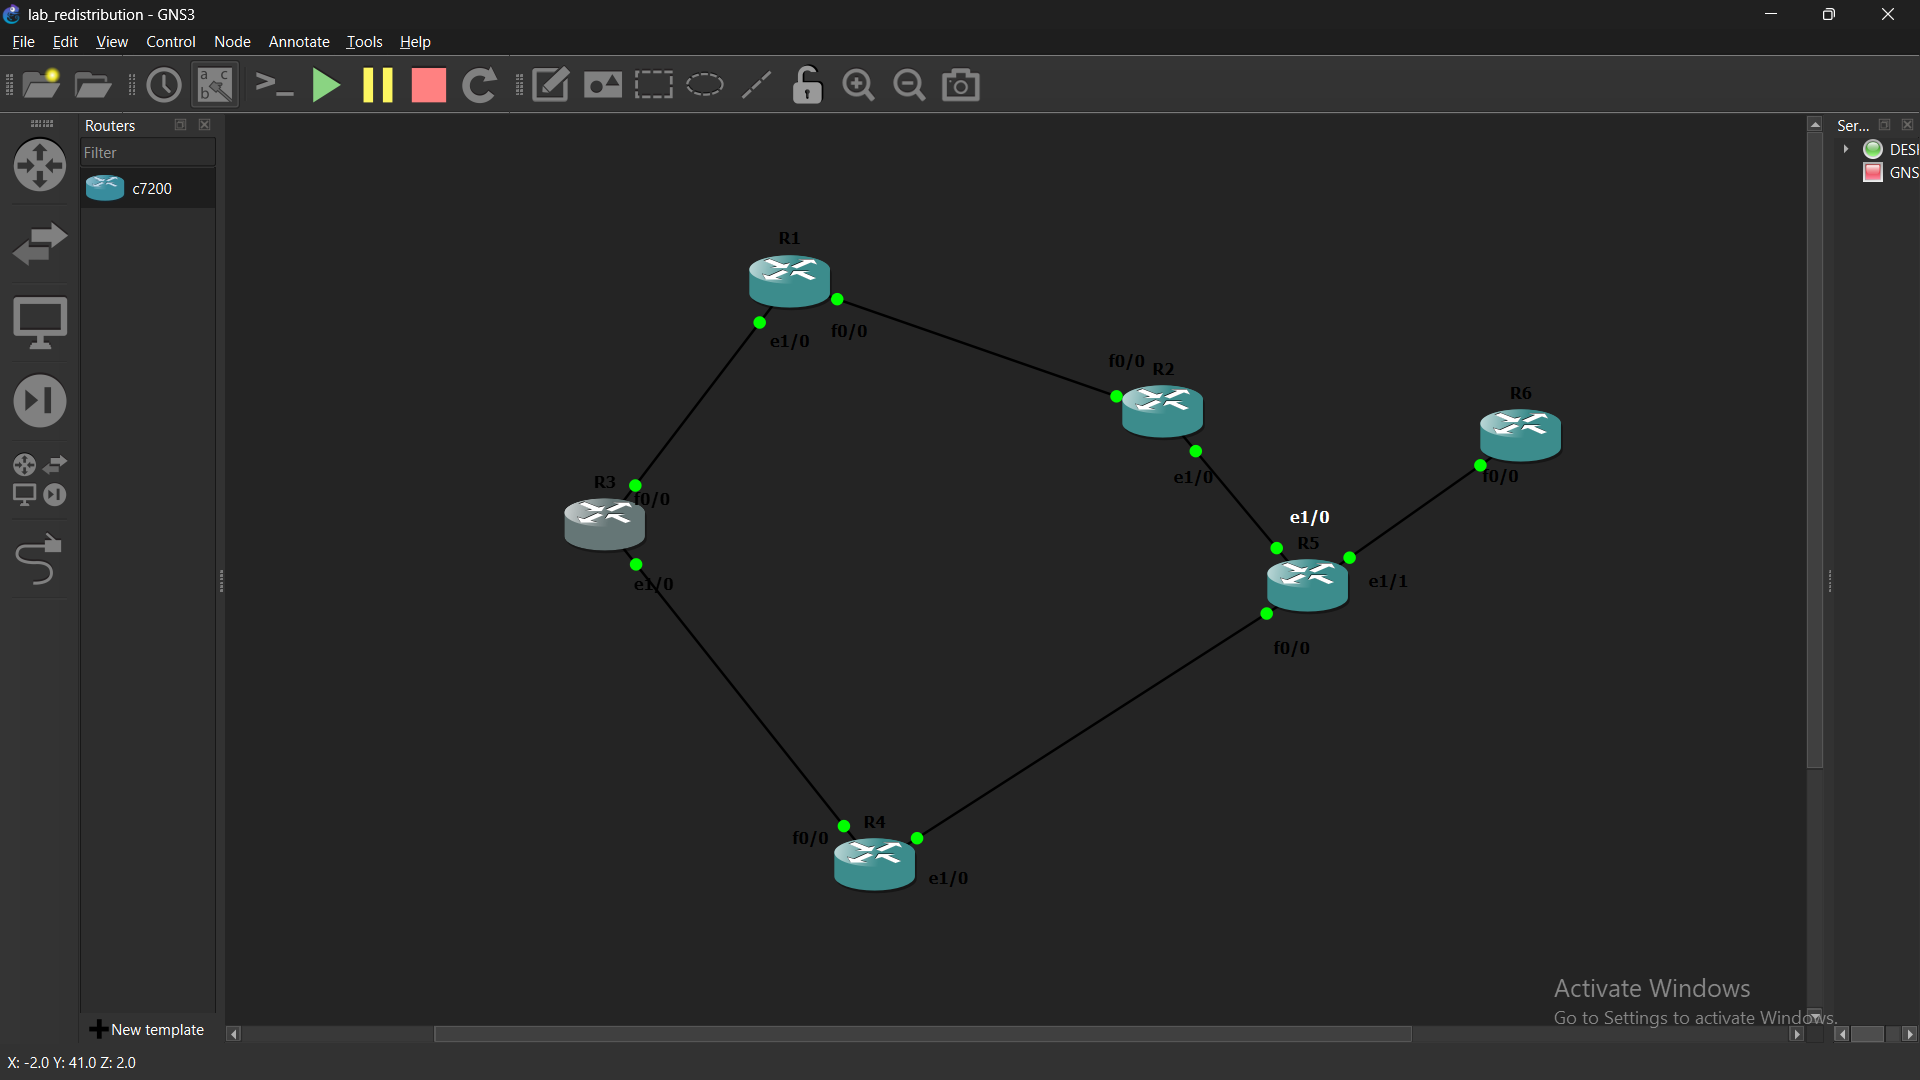 lab_redistribution - GNS3
File Edit View Control Node Annotate Tools Help
Routers
Filter
c7200
New template
R1
e1/0
f0/0
f0/0
R2
e1/0
R6
f0/0
R3
f0/0
e1/0
e1/0
R5
e1/1
f0/0
R4
f0/0
e1/0
Ser...
DESH
GNS
Activate Windows
Go to Settings to activate Windows.
X: -2.0 Y: 41.0 Z: 2.0